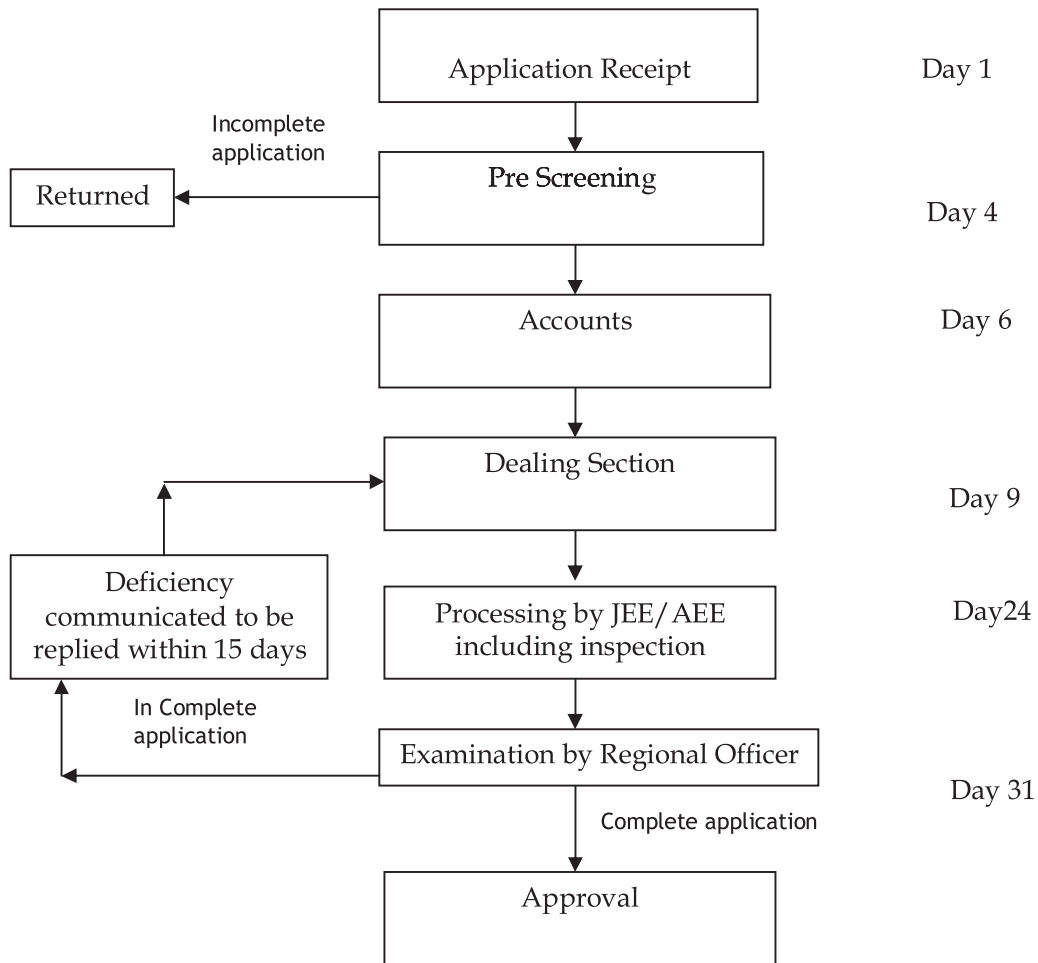 Application Receipt
Day 1
Incomplete
application
Returned
Pre Screening
Day 4
Accounts
Day 6
Dealing Section
Day 9
Deficiency
communicated to be
replied within 15 days
Processing by JEE/AEE
including inspection
Day24
In Complete
application
Examination by Regional Officer
Day 31
Complete application
Approval